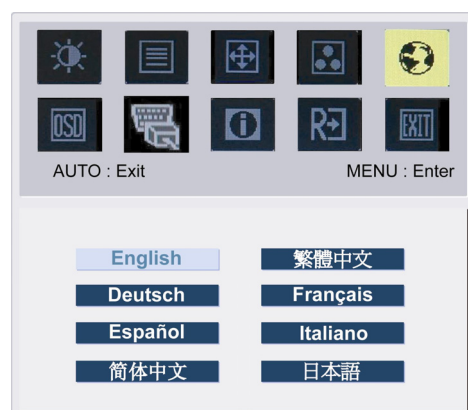 OSD
i
R
EXIT
AUTO : Exit MENU : Enter
English 繁體中文
Deutsch Français
Español Italiano
简体中文 日本語